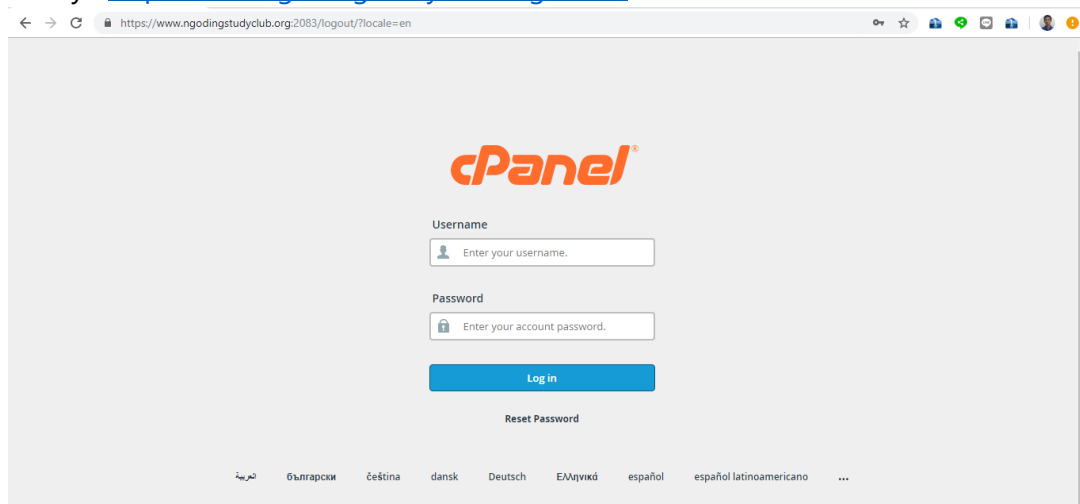 https://www.ngodingstudyclub.org:2083/logout/?locale=en
cPanel®
Username
Enter your username.
Password
Enter your account password.
Log in
Reset Password
العربية български čeština dansk Deutsch Ελληνικά español español latinoamericano ...